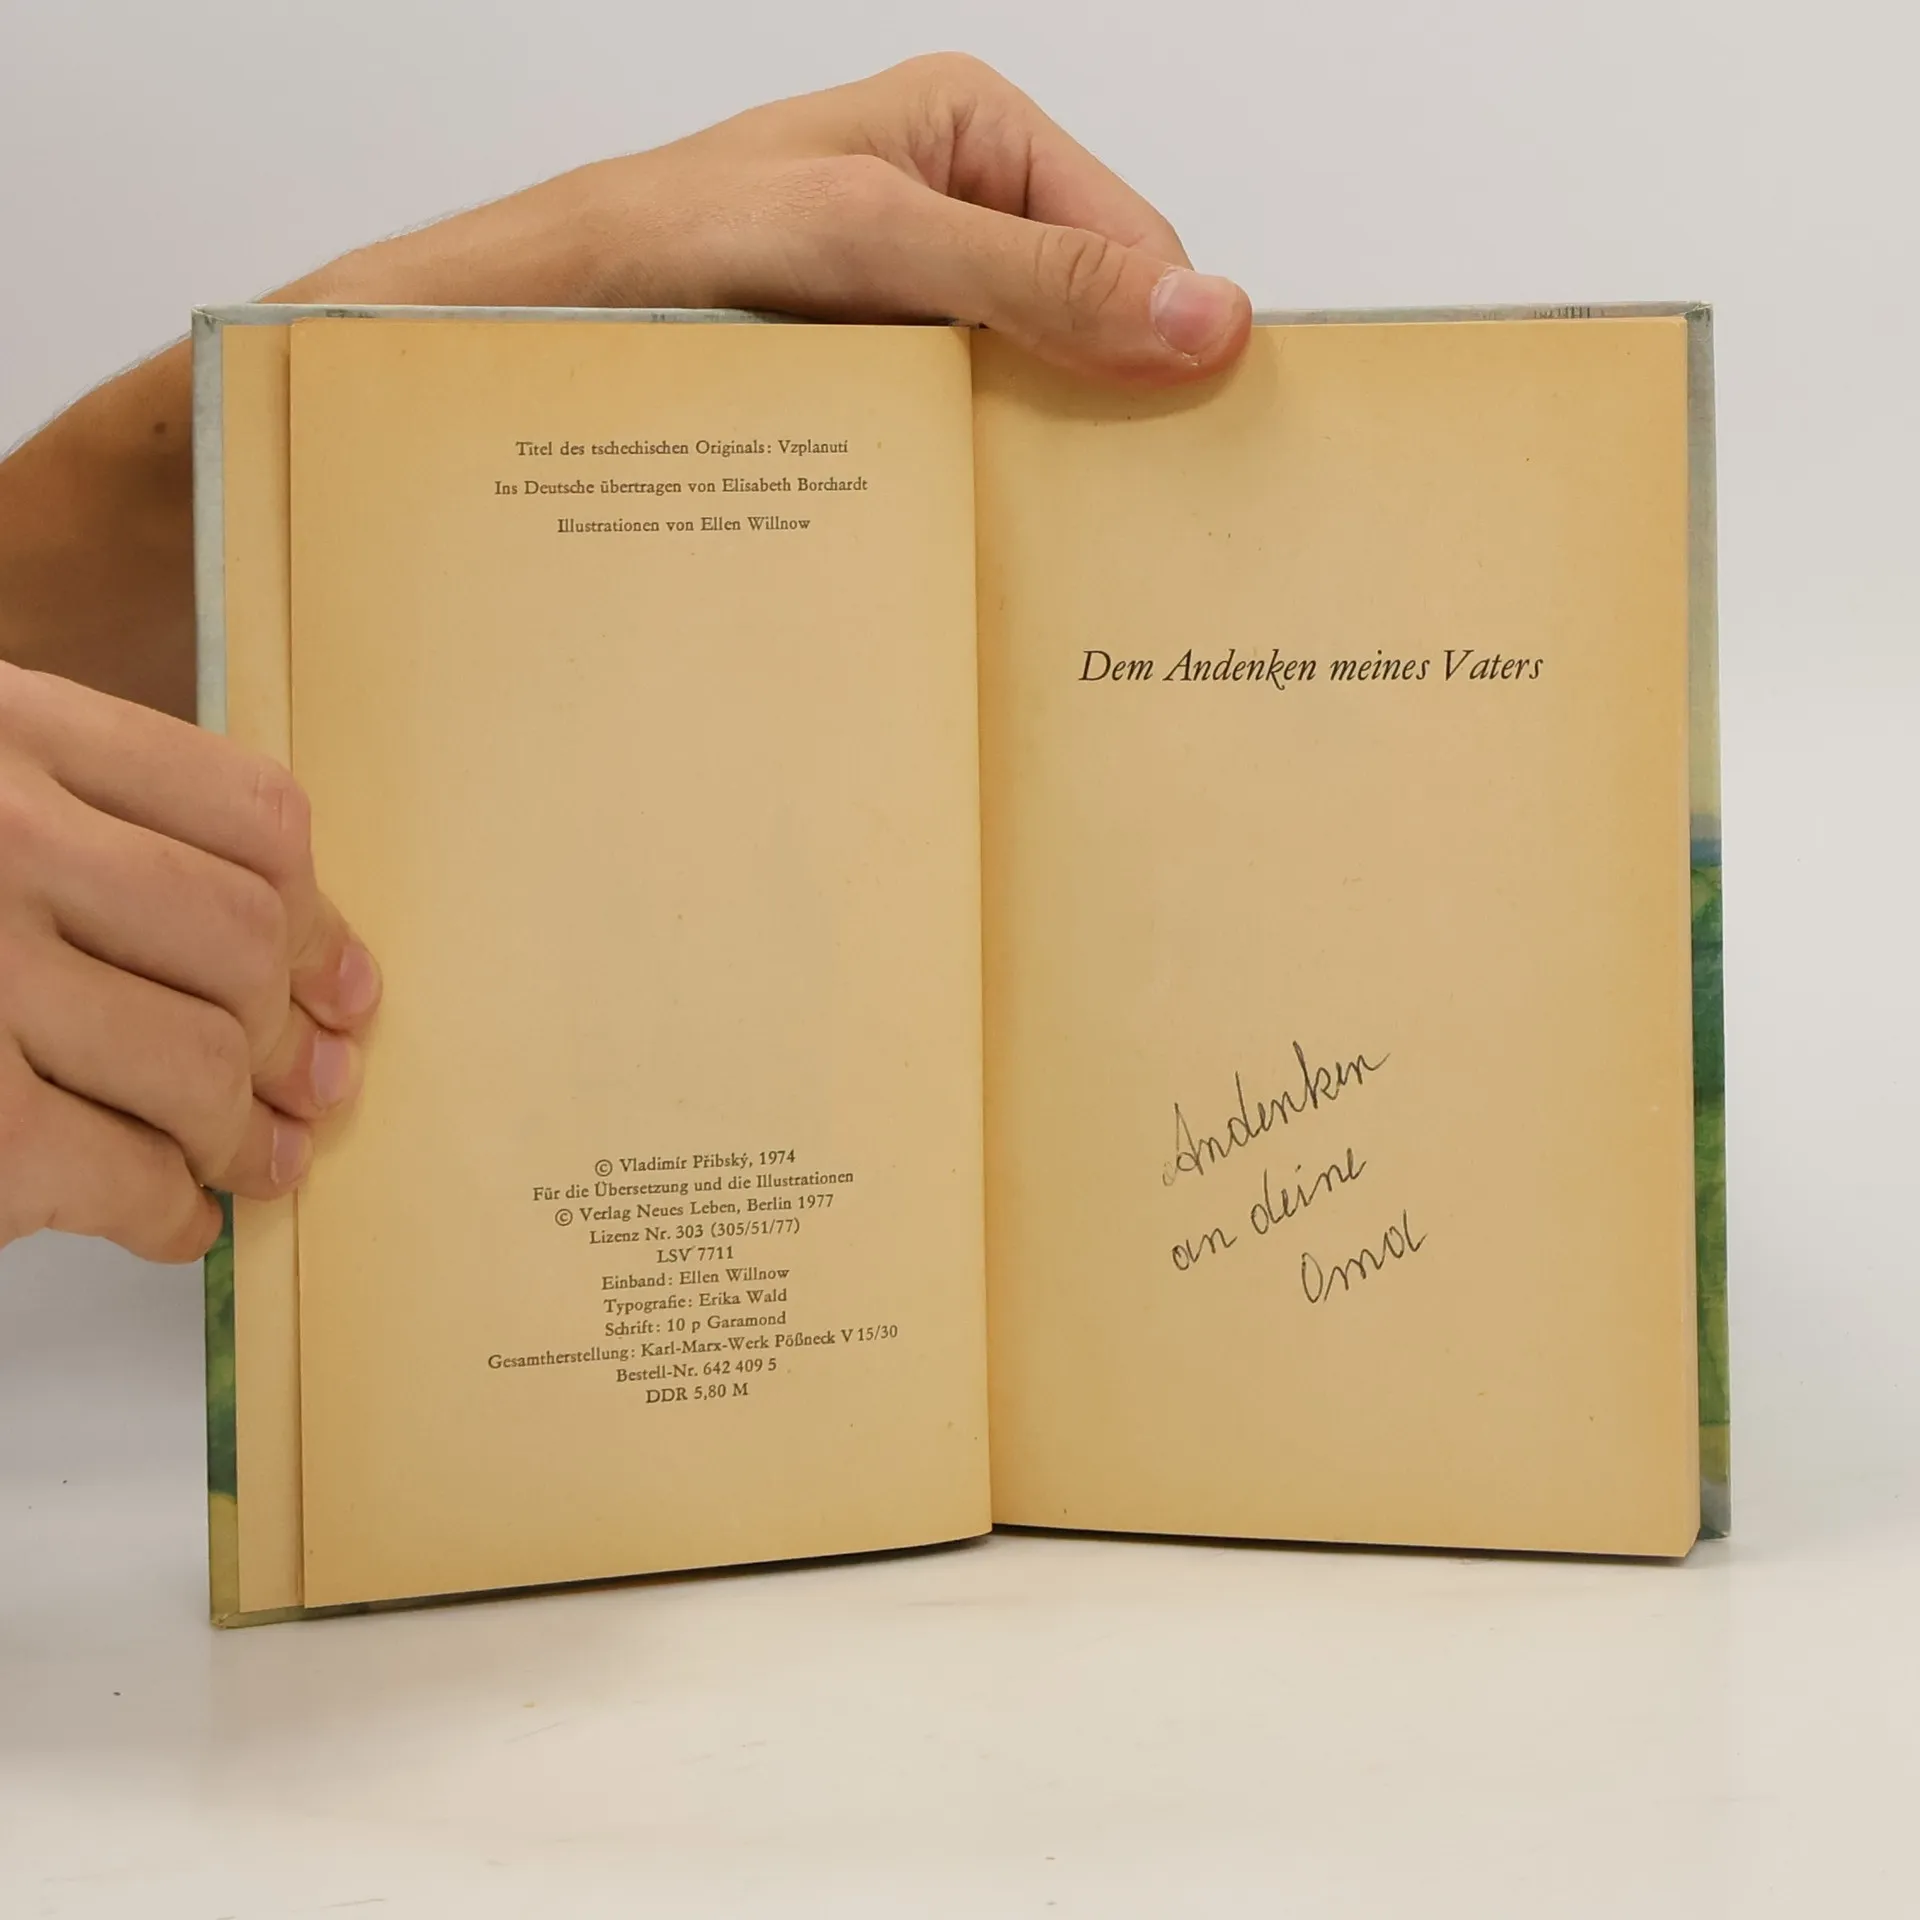 Titel des tschechischen Originals: Vzplanutí
Ins Deutsche übertragen von Elisabeth Borchardt
Illustrationen von Ellen Willnow
© Vladimír Přibský, 1974
Für die Übersetzung und die Illustrationen
© Verlag Neues Leben, Berlin 1977
Lizenz Nr. 303 (305/51/77)
LSV 7711
Einband: Ellen Willnow
Typografie: Erika Wald
Schrift: 10 p Garamond
Gesamtherstellung: Karl-Marx-Werk Pößneck V 15/30
Bestell-Nr. 642 409 5
DDR 5,80 M
Dem Andenken meines Vaters
Andenken
an deine
Oma